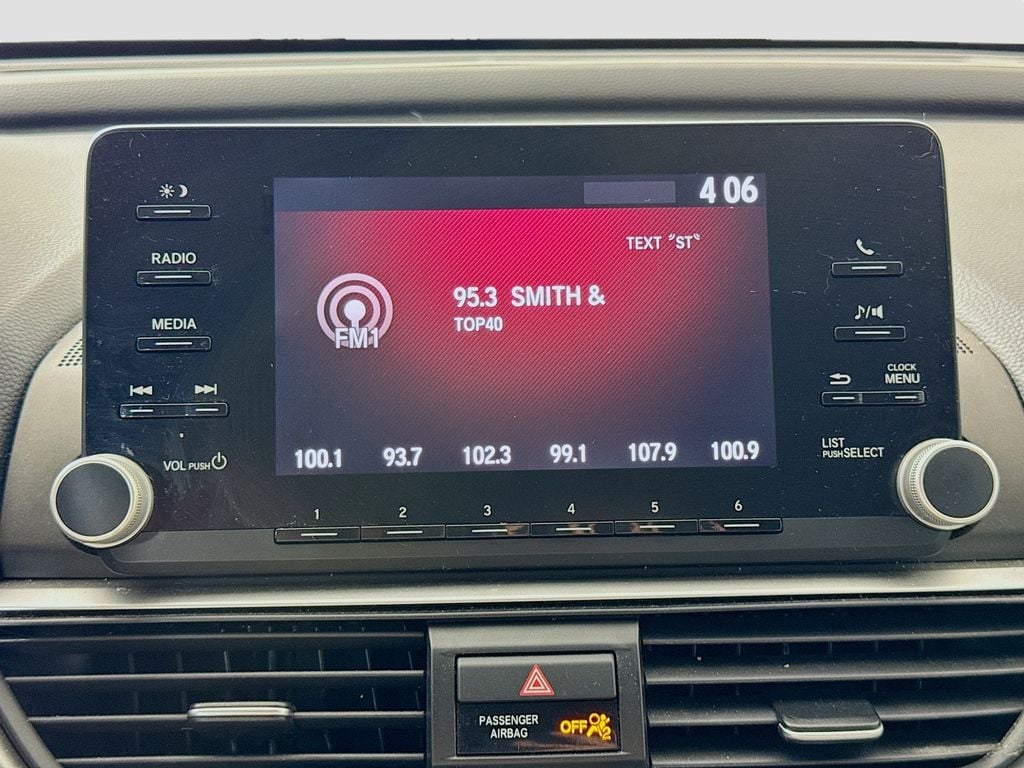 4 06
TEXT "ST"
RADIO
95.3 SMITH &
TOP40
FM1
MEDIA
CLOCK
MENU
VOL PUSH
LIST
PUSH SELECT
100.1 93.7 102.3 99.1 107.9 100.9
1 2 3 4 5 6
PASSENGER
AIRBAG
OFF 2